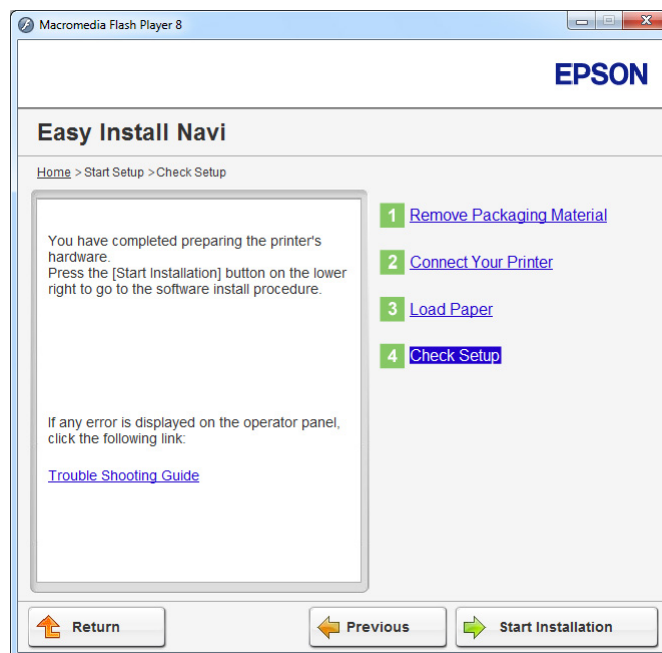 Macromedia Flash Player 8
EPSON
Easy Install Navi
Home > Start Setup > Check Setup
You have completed preparing the printer's
hardware.
Press the [Start Installation] button on the lower
right to go to the software install procedure.
If any error is displayed on the operator panel,
click the following link:
Trouble Shooting Guide
1 Remove Packaging Material
2 Connect Your Printer
3 Load Paper
4 Check Setup
Return
Previous
Start Installation